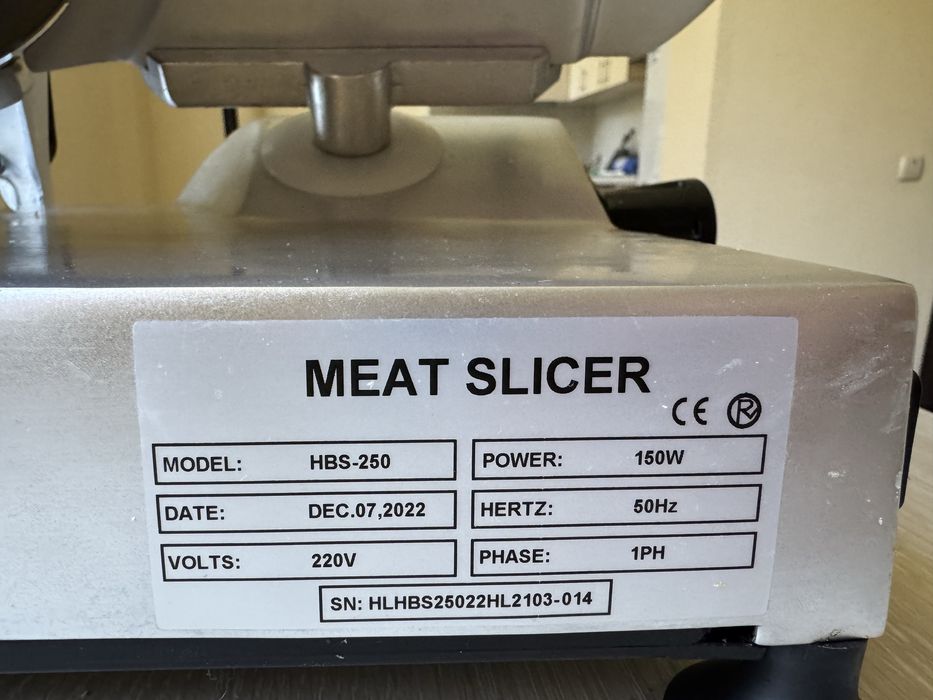 MEAT SLICER
CE ®
MODEL: HBS-250
POWER: 150W
DATE: DEC.07,2022
HERTZ: 50Hz
VOLTS: 220V
PHASE: 1PH
SN: HLHBS25022HL2103-014